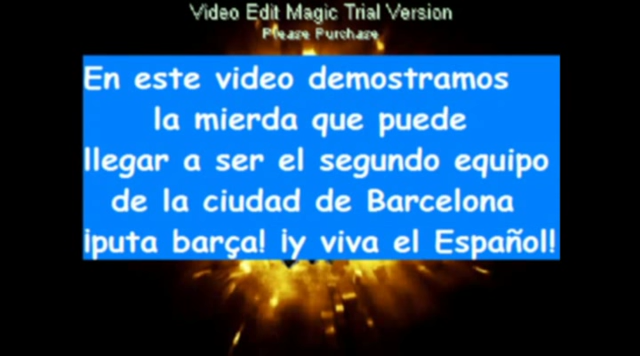 Video Edit Magic Trial Version
Please Purchase
En este video demostramos
la mierda que puede
llegar a ser el segundo equipo
de la ciudad de Barcelona
¡puta barça! ¡y viva el Español!